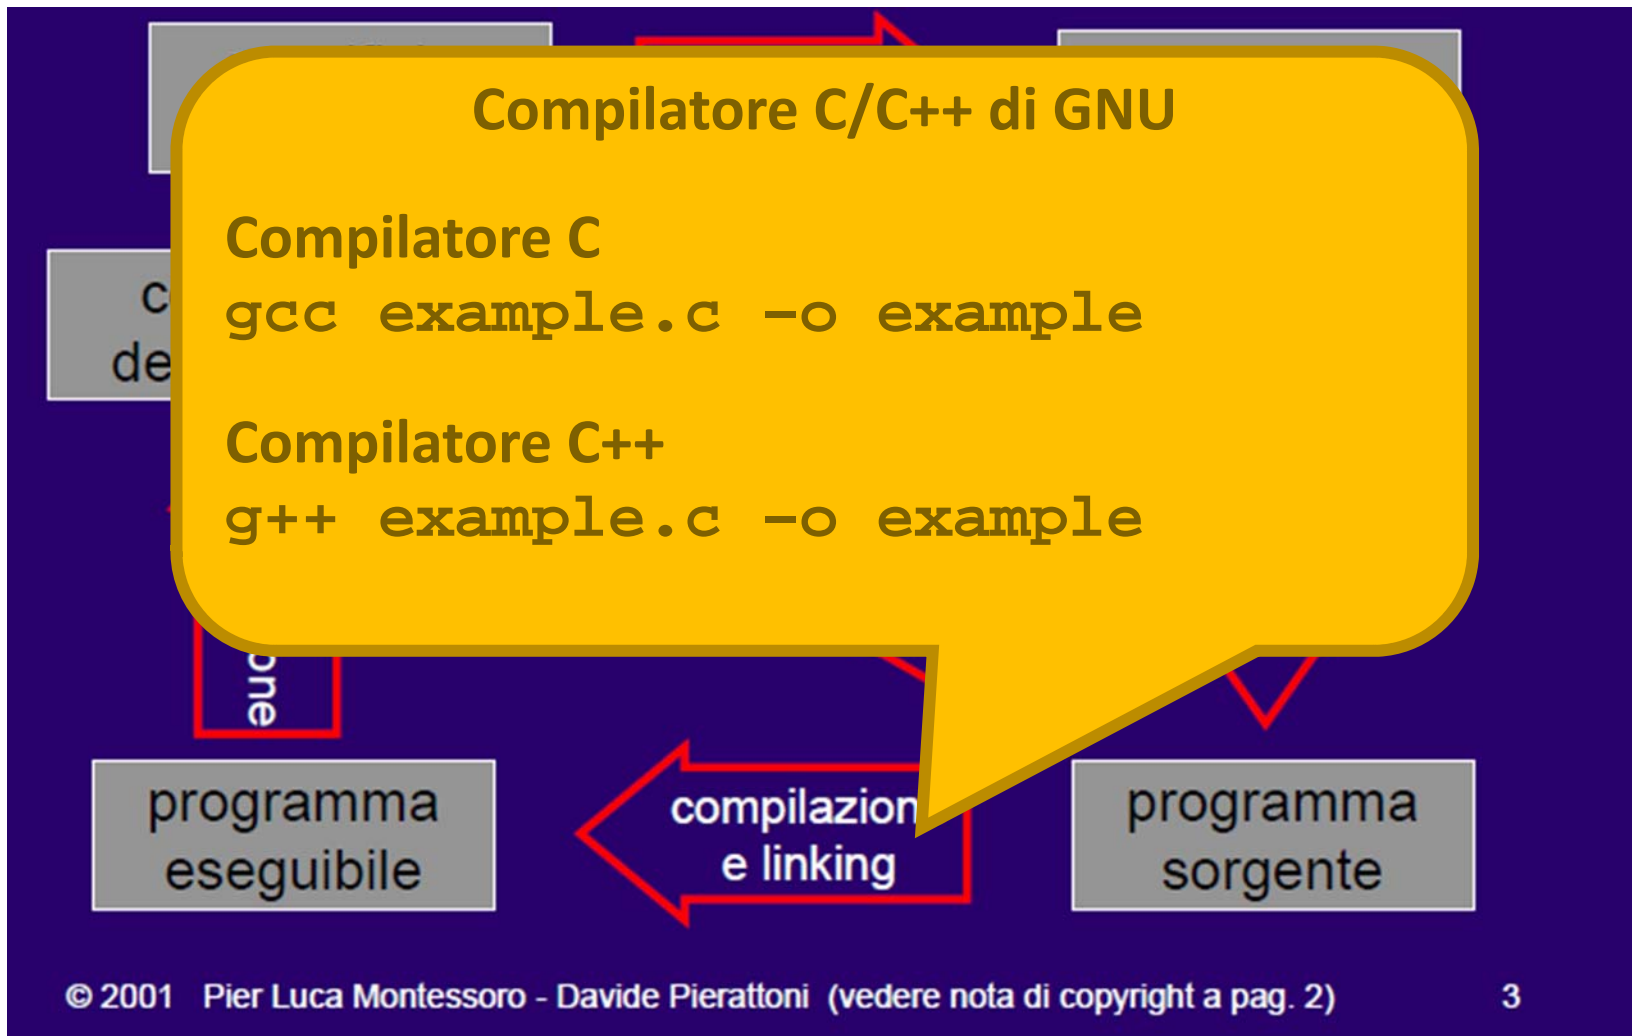 Compilatore C/C++ di GNU
Compilatore C
gcc example.c –o example
Compilatore C++
g++ example.c –o example
programma
eseguibile
compilazion
e linking
programma
sorgente
© 2001 Pier Luca Montessoro - Davide Pierattoni (vedere nota di copyright a pag. 2) 3